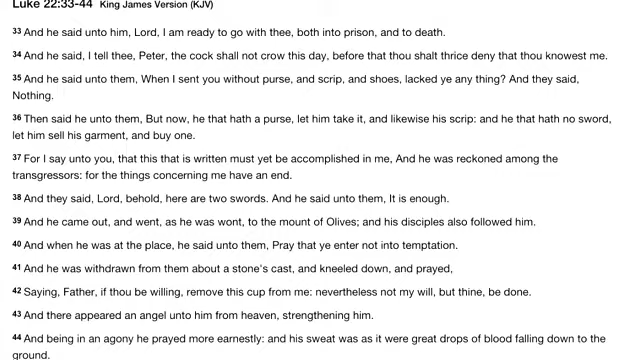 Luke 22:33-44 King James Version (KJV)
33 And he said unto him, Lord, I am ready to go with thee, both into prison, and to death.
34 And he said, I tell thee, Peter, the cock shall not crow this day, before that thou shalt thrice deny that thou knowest me.
35 And he said unto them, When I sent you without purse, and scrip, and shoes, lacked ye any thing? And they said,
Nothing.
36 Then said he unto them, But now, he that hath a purse, let him take it, and likewise his scrip: and he that hath no sword,
let him sell his garment, and buy one.
37 For I say unto you, that this that is written must yet be accomplished in me, And he was reckoned among the
transgressors: for the things concerning me have an end.
38 And they said, Lord, behold, here are two swords. And he said unto them, It is enough.
39 And he came out, and went, as he was wont, to the mount of Olives; and his disciples also followed him.
40 And when he was at the place, he said unto them, Pray that ye enter not into temptation.
41 And he was withdrawn from them about a stone's cast, and kneeled down, and prayed,
42 Saying, Father, if thou be willing, remove this cup from me: nevertheless not my will, but thine, be done.
43 And there appeared an angel unto him from heaven, strengthening him.
44 And being in an agony he prayed more earnestly: and his sweat was as it were great drops of blood falling down to the
ground.